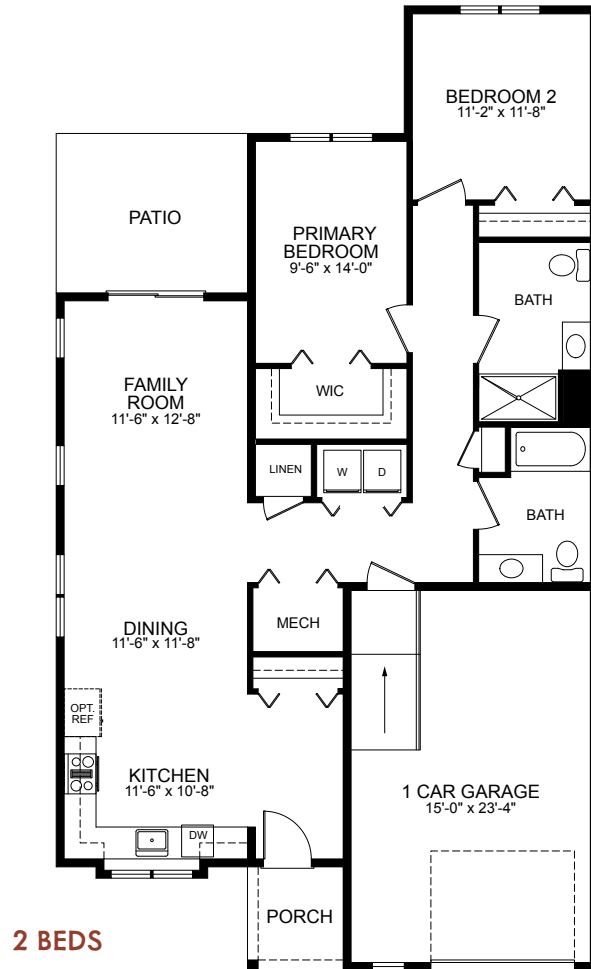 BEDROOM 2
11'-2" x 11'-8"
PATIO
PRIMARY
BEDROOM
9'-6" x 14'-0"
BATH
FAMILY
ROOM
11'-6" x 12'-8"
WIC
LINEN
W
D
BATH
MECH
DINING
11'-6" x 11'-8"
OPT.
REF
KITCHEN
11'-6" x 10'-8"
1 CAR GARAGE
15'-0" x 23'-4"
DW
PORCH
2 BEDS